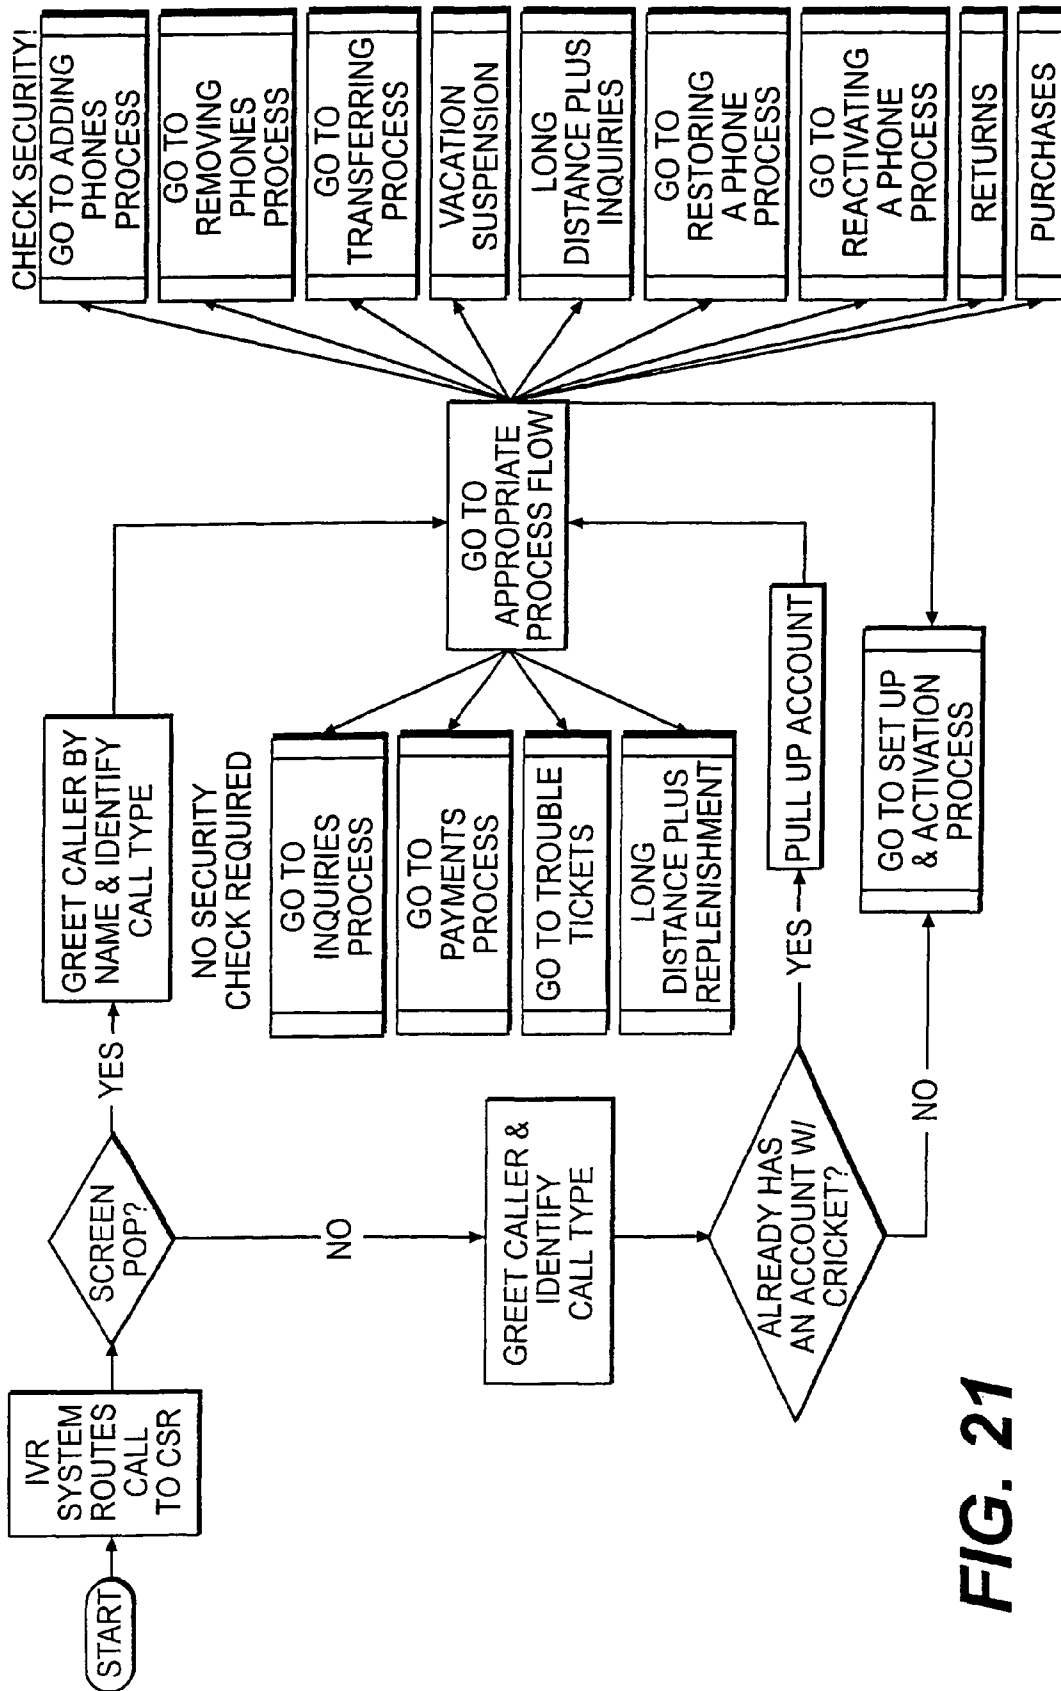 START
IVR
SYSTEM
ROUTES
CALL
TO CSR
SCREEN
POP?
YES
GREET CALLER BY
NAME & IDENTIFY
CALL TYPE
NO
GREET CALLER &
IDENTIFY
CALL TYPE
ALREADY HAS
AN ACCOUNT W/
CRICKET?
YES
PULL UP ACCOUNT
NO
GO TO SET UP
& ACTIVATION
PROCESS
GO TO
APPROPRIATE
PROCESS FLOW
NO SECURITY
CHECK REQUIRED
GO TO
INQUIRIES
PROCESS
GO TO
PAYMENTS
PROCESS
GO TO TROUBLE
TICKETS
LONG
DISTANCE PLUS
REPLENISHMENT
CHECK SECURITY!
GO TO ADDING
PHONES
PROCESS
GO TO
REMOVING
PHONES
PROCESS
GO TO
TRANSFERRING
PROCESS
VACATION
SUSPENSION
LONG
DISTANCE PLUS
INQUIRIES
GO TO
RESTORING
A PHONE
PROCESS
GO TO
REACTIVATING
A PHONE
PROCESS
RETURNS
PURCHASES
FIG. 21